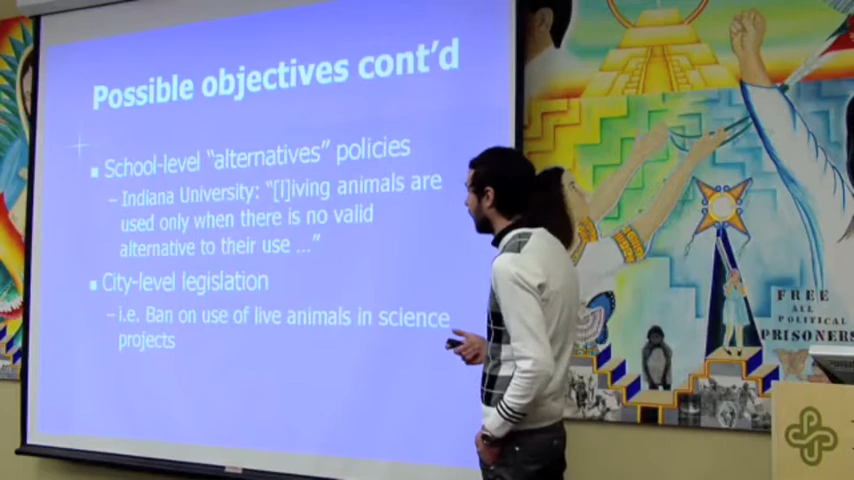 Possible objectives cont'd
▪ School-level "alternatives" policies
– Indiana University: "[l]iving animals are
used only when there is no valid
alternative to their use ..."
▪ City-level legislation
– i.e. Ban on use of live animals in science
projects
FREE
ALL
POLITICAL
PRISONERS